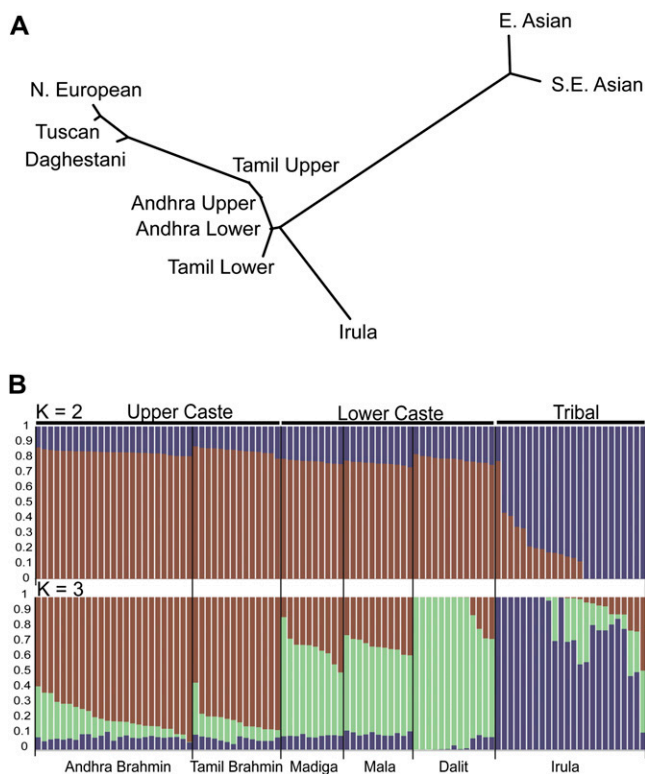 A
E. Asian
S.E. Asian
N. European
Tuscan
Daghestani
Tamil Upper
Andhra Upper
Andhra Lower
Tamil Lower
Irula
B
K = 2 Upper Caste Lower Caste Tribal
1
0.9
0.8
0.7
0.6
0.5
0.4
0.3
0.2
0.1
0
K = 3
1
0.9
0.8
0.7
0.6
0.5
0.4
0.3
0.2
0.1
0
Andhra Brahmin Tamil Brahmin Madiga Mala Dalit Irula